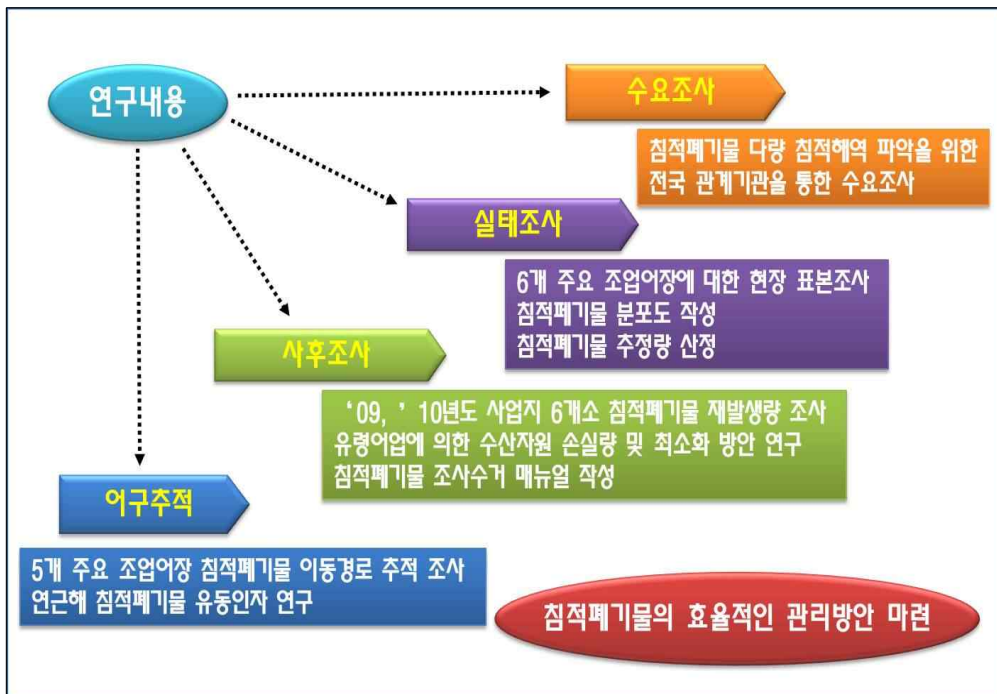 연구내용
수요조사
침적폐기물 다량 침적해역 파악을 위한
전국 관계기관을 통한 수요조사
실태조사
6개 주요 조업어장에 대한 현장 표본조사
침적폐기물 분포도 작성
침적폐기물 추정량 산정
사후조사
‘09, ’ 10년도 사업지 6개소 침적폐기물 재발생량 조사
유령어업에 의한 수산자원 손실량 및 최소화 방안 연구
침적폐기물 조사수거 매뉴얼 작성
어구추적
5개 주요 조업어장 침적폐기물 이동경로 추적 조사
연근해 침적폐기물 유동인자 연구
침적폐기물의 효율적인 관리방안 마련